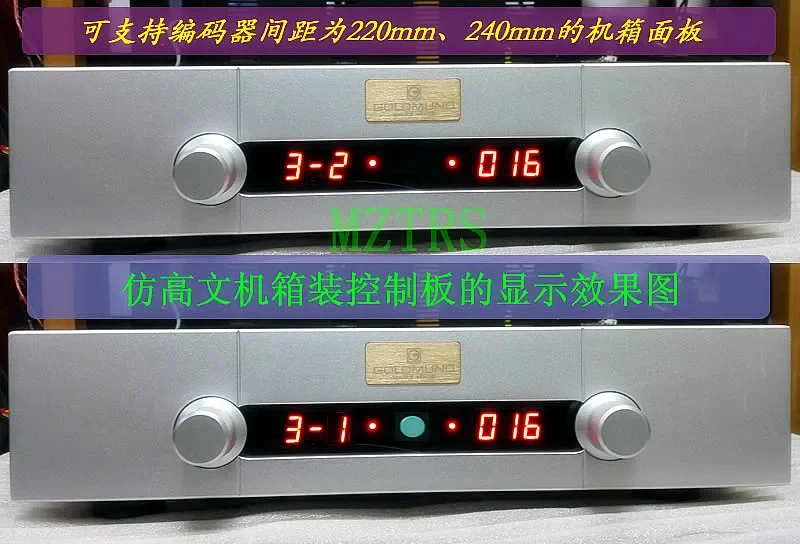 可支持编码器间距为220mm、240mm的机箱面板
GOLDMUND
3-2 • • 016
MZTRS
仿高文机箱装控制板的显示效果图
GOLDMUND
3-1 • • 016